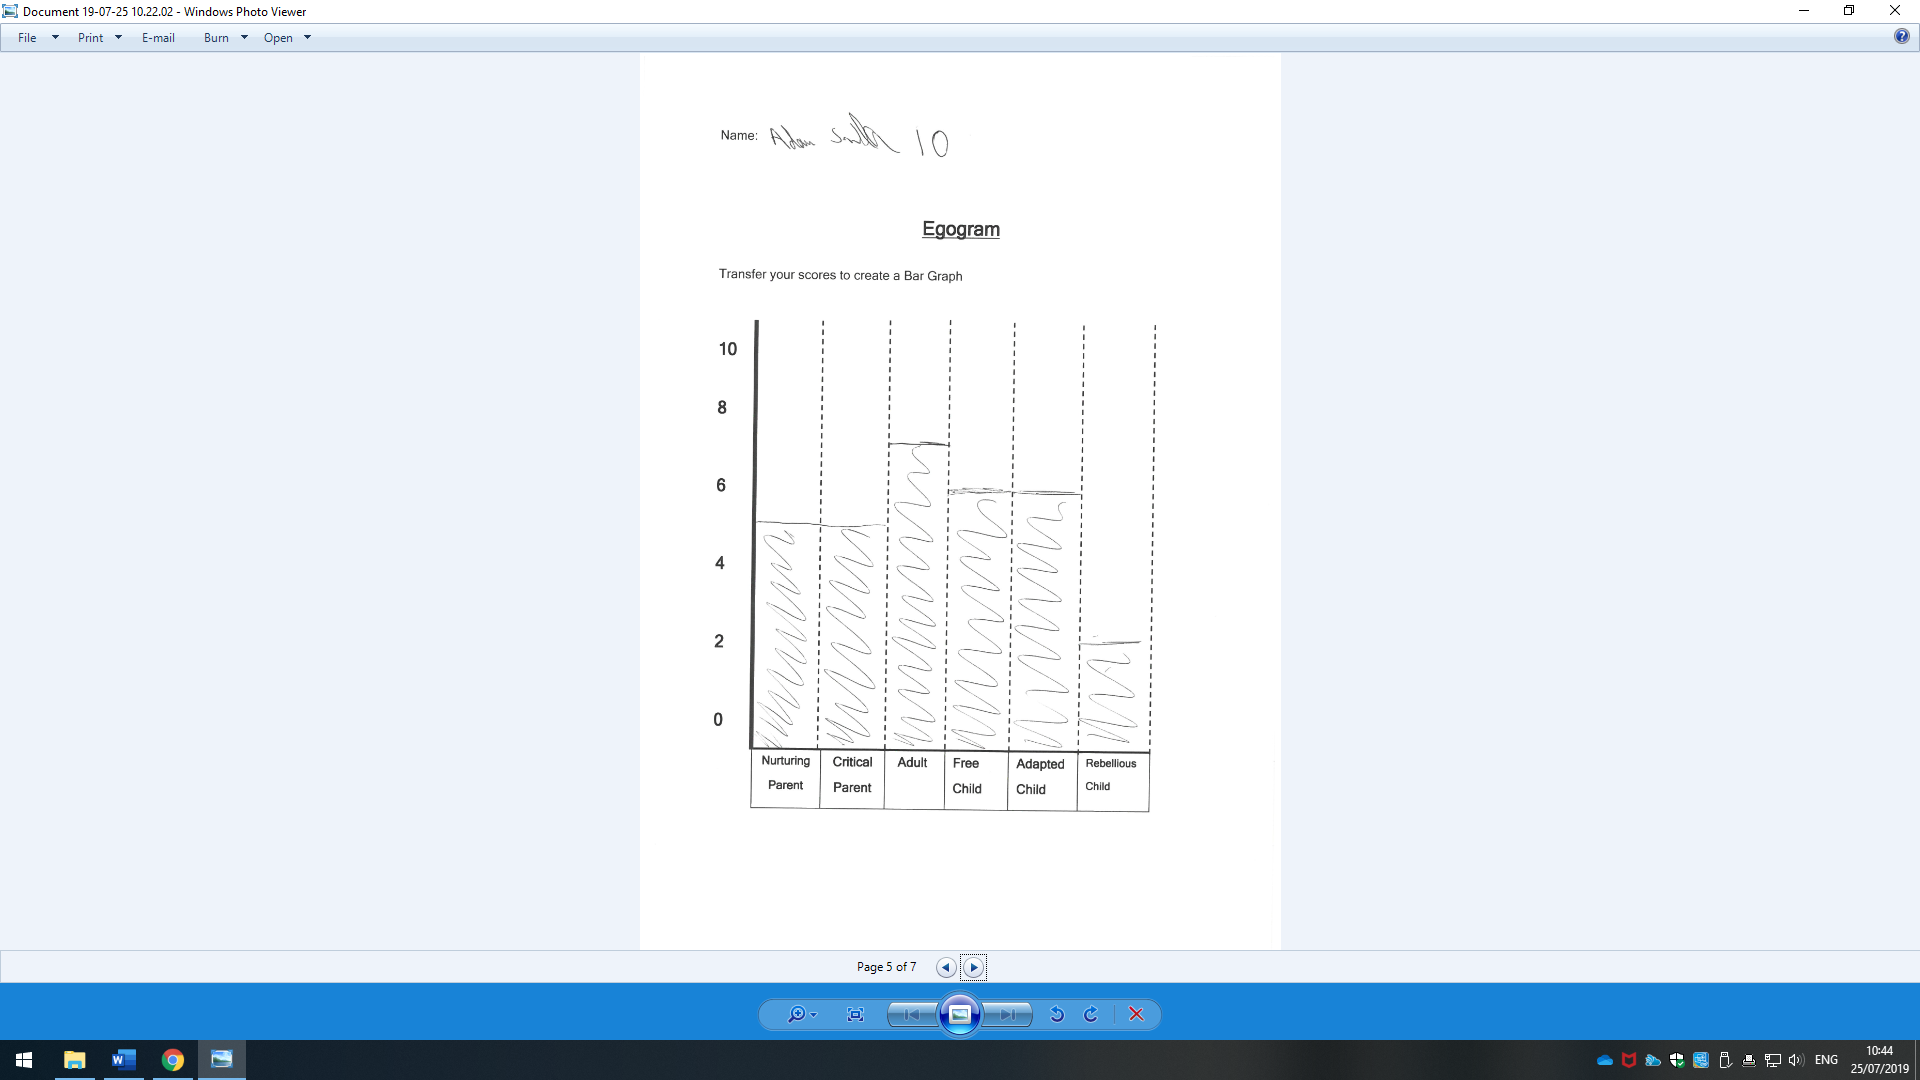 Document 19-07-25 10.22.02 - Windows Photo Viewer
File Print E-mail Burn Open
Name: Adam 10
Egogram
Transfer your scores to create a Bar Graph
10
8
6
4
2
0
Nurturing Parent
Critical Parent
Adult
Free Child
Adapted Child
Rebellious Child
Page 5 of 7
ENG
10:44
25/07/2019